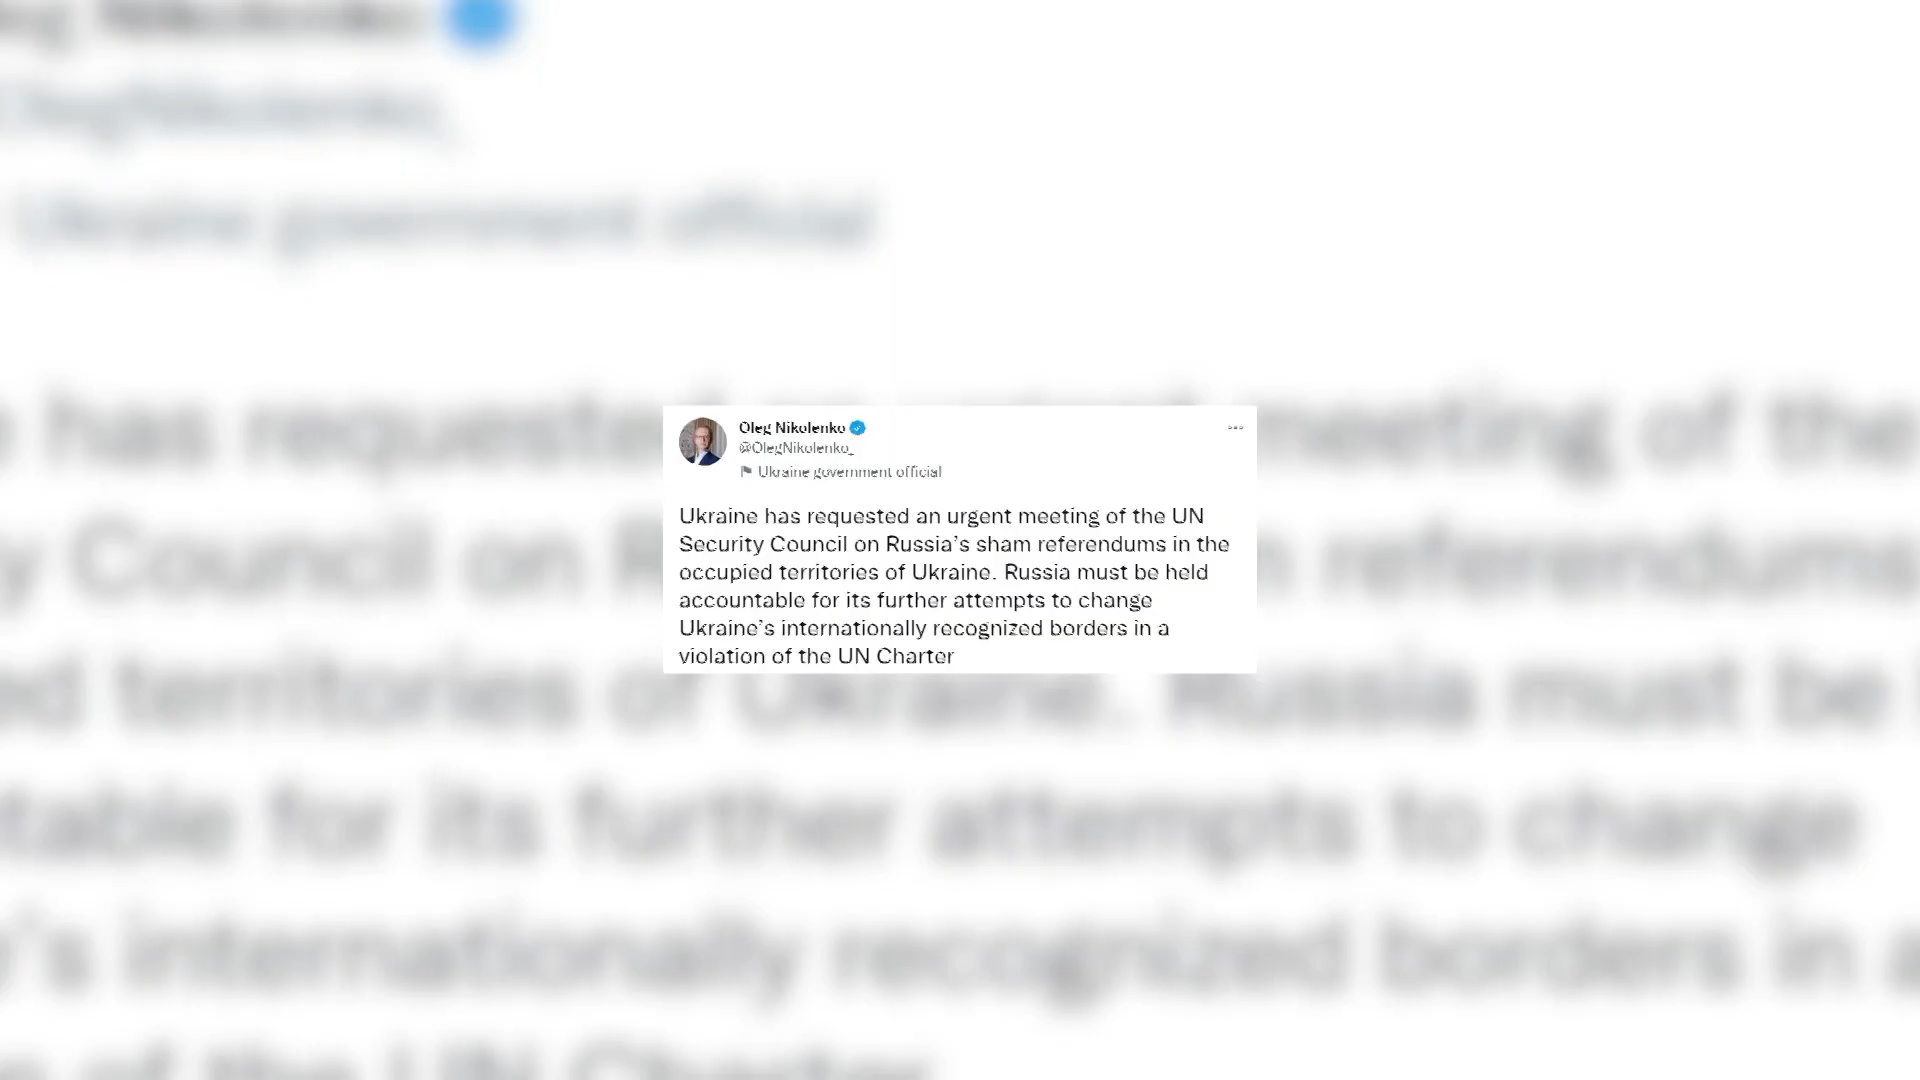 Oleg Nikolenko
@OlegNikolenko_
Ukraine government official
Ukraine has requested an urgent meeting of the UN
Security Council on Russia’s sham referendums in the
occupied territories of Ukraine. Russia must be held
accountable for its further attempts to change
Ukraine’s internationally recognized borders in a
violation of the UN Charter